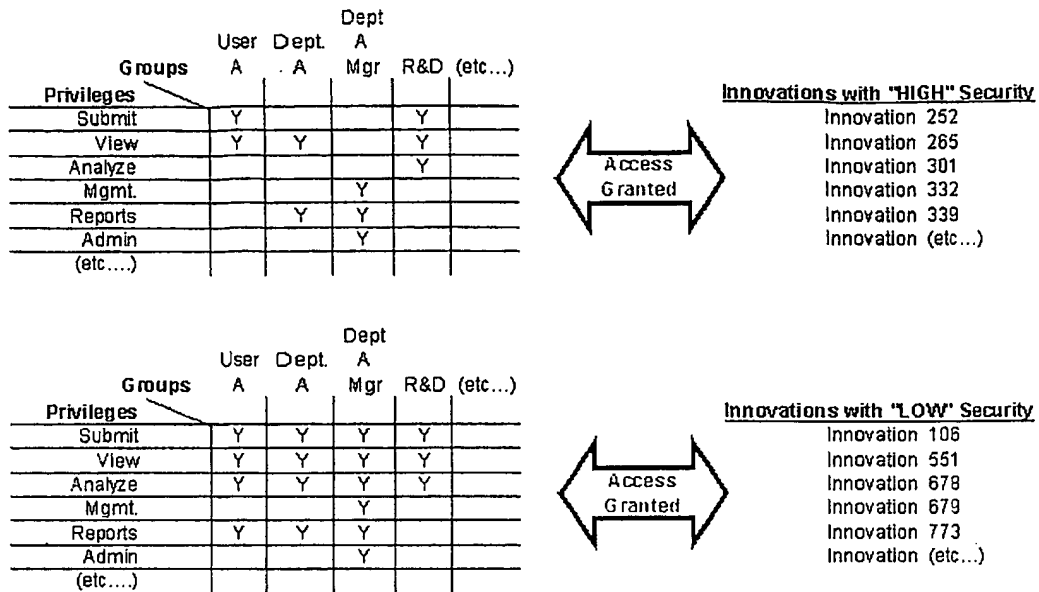 Dept
User Dept. A
Groups A . A Mgr R&D (etc...)
Privileges
Submit Y Y
View Y Y Y
Analyze Y
Mgmt. Y
Reports Y Y
Admin Y
(etc....)
Access
Granted
Innovations with "HIGH" Security
Innovation 252
Innovation 265
Innovation 301
Innovation 332
Innovation 339
Innovation (etc...)
Dept
User Dept. A
Groups A A Mgr R&D (etc...)
Privileges
Submit Y Y Y Y
View Y Y Y Y
Analyze Y Y Y Y
Mgmt. Y
Reports Y Y Y
Admin Y
(etc....)
Access
Granted
Innovations with "LOW" Security
Innovation 106
Innovation 551
Innovation 678
Innovation 679
Innovation 773
Innovation (etc...)